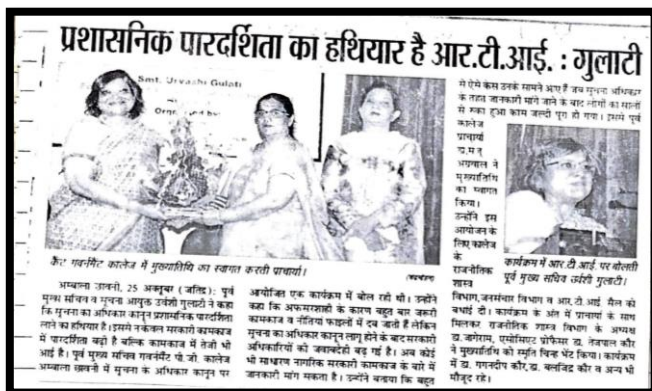 प्रशासनिक पारदर्शिता का हथियार है आर.टी.आई. : गुलाटी
Smt. Urvashi Gulati
Organized by:
कैंट गवर्नमैंट कालेज में मुख्यातिथि का स्वागत करती प्राचार्या।
अम्बाला छावनी, 25 अक्तूबर (जतिंद्र): पूर्व
मुख्य सचिव व सूचना आयुक्त उर्वशी गुलाटी ने कहा
कि सूचना का अधिकार कानून प्रशासनिक पारदर्शिता
लाने का हथियार है। इससे न केवल सरकारी कामकाज
में पारदर्शिता बढ़ी है बल्कि कामकाज में तेजी भी
आई है। पूर्व मुख्य सचिव गवर्नमैंट पी.जी. कालेज
अम्बाला छावनी में सूचना के अधिकार कानून पर
आयोजित एक कार्यक्रम में बोल रही थी। उन्होंने
कहा कि अफसरशाही के कारण बहुत बार जरूरी
कामकाज व नीतियां फाइलों में दब जाता हैं लेकिन
सूचना का अधिकार कानून लागू होने के बाद सरकारी
अधिकारियों की जवाबदेही बढ़ गई है। अब कोई
भी साधारण नागरिक सरकारी कामकाज के बारे में
जानकारी मांग सकता है। उन्होंने बताया कि बहुत
से ऐसे केस उनके सामने आए हैं जब सूचना अधिकार
के तहत जानकारी मांगे जाने के बाद लोगों का सालों
से रुका हुआ काम जल्दी पूरा हो गया। इससे पूर्व
कालेज
प्राचार्या
अग्रवाल ने
मुख्यातिथि
का स्वागत
किया।
उन्होंने इस
आयोजन के
लिए कालेज
के
राजनीतिक
शास्त्र
कार्यक्रम में आर.टी.आई. पर बोलती
पूर्व मुख्य सचिव उर्वशी गुलाटी।
विभाग, जनसंचार विभाग व आर.टी.आई. सैल को
बधाई दी। कार्यक्रम के अंत में प्राचार्या के साथ
मिलकर राजनीतिक शास्त्र विभाग के अध्यक्ष
डा. जागीराम, एसोसिएट प्रोफैसर डा. तेजपाल कौर
ने मुख्यातिथि को स्मृति चिन्ह भेंट किया। कार्यक्रम
में डा. गगनदीप कौर, डा. बलजिंद्र कौर व अन्य भी
मौजूद रहे।